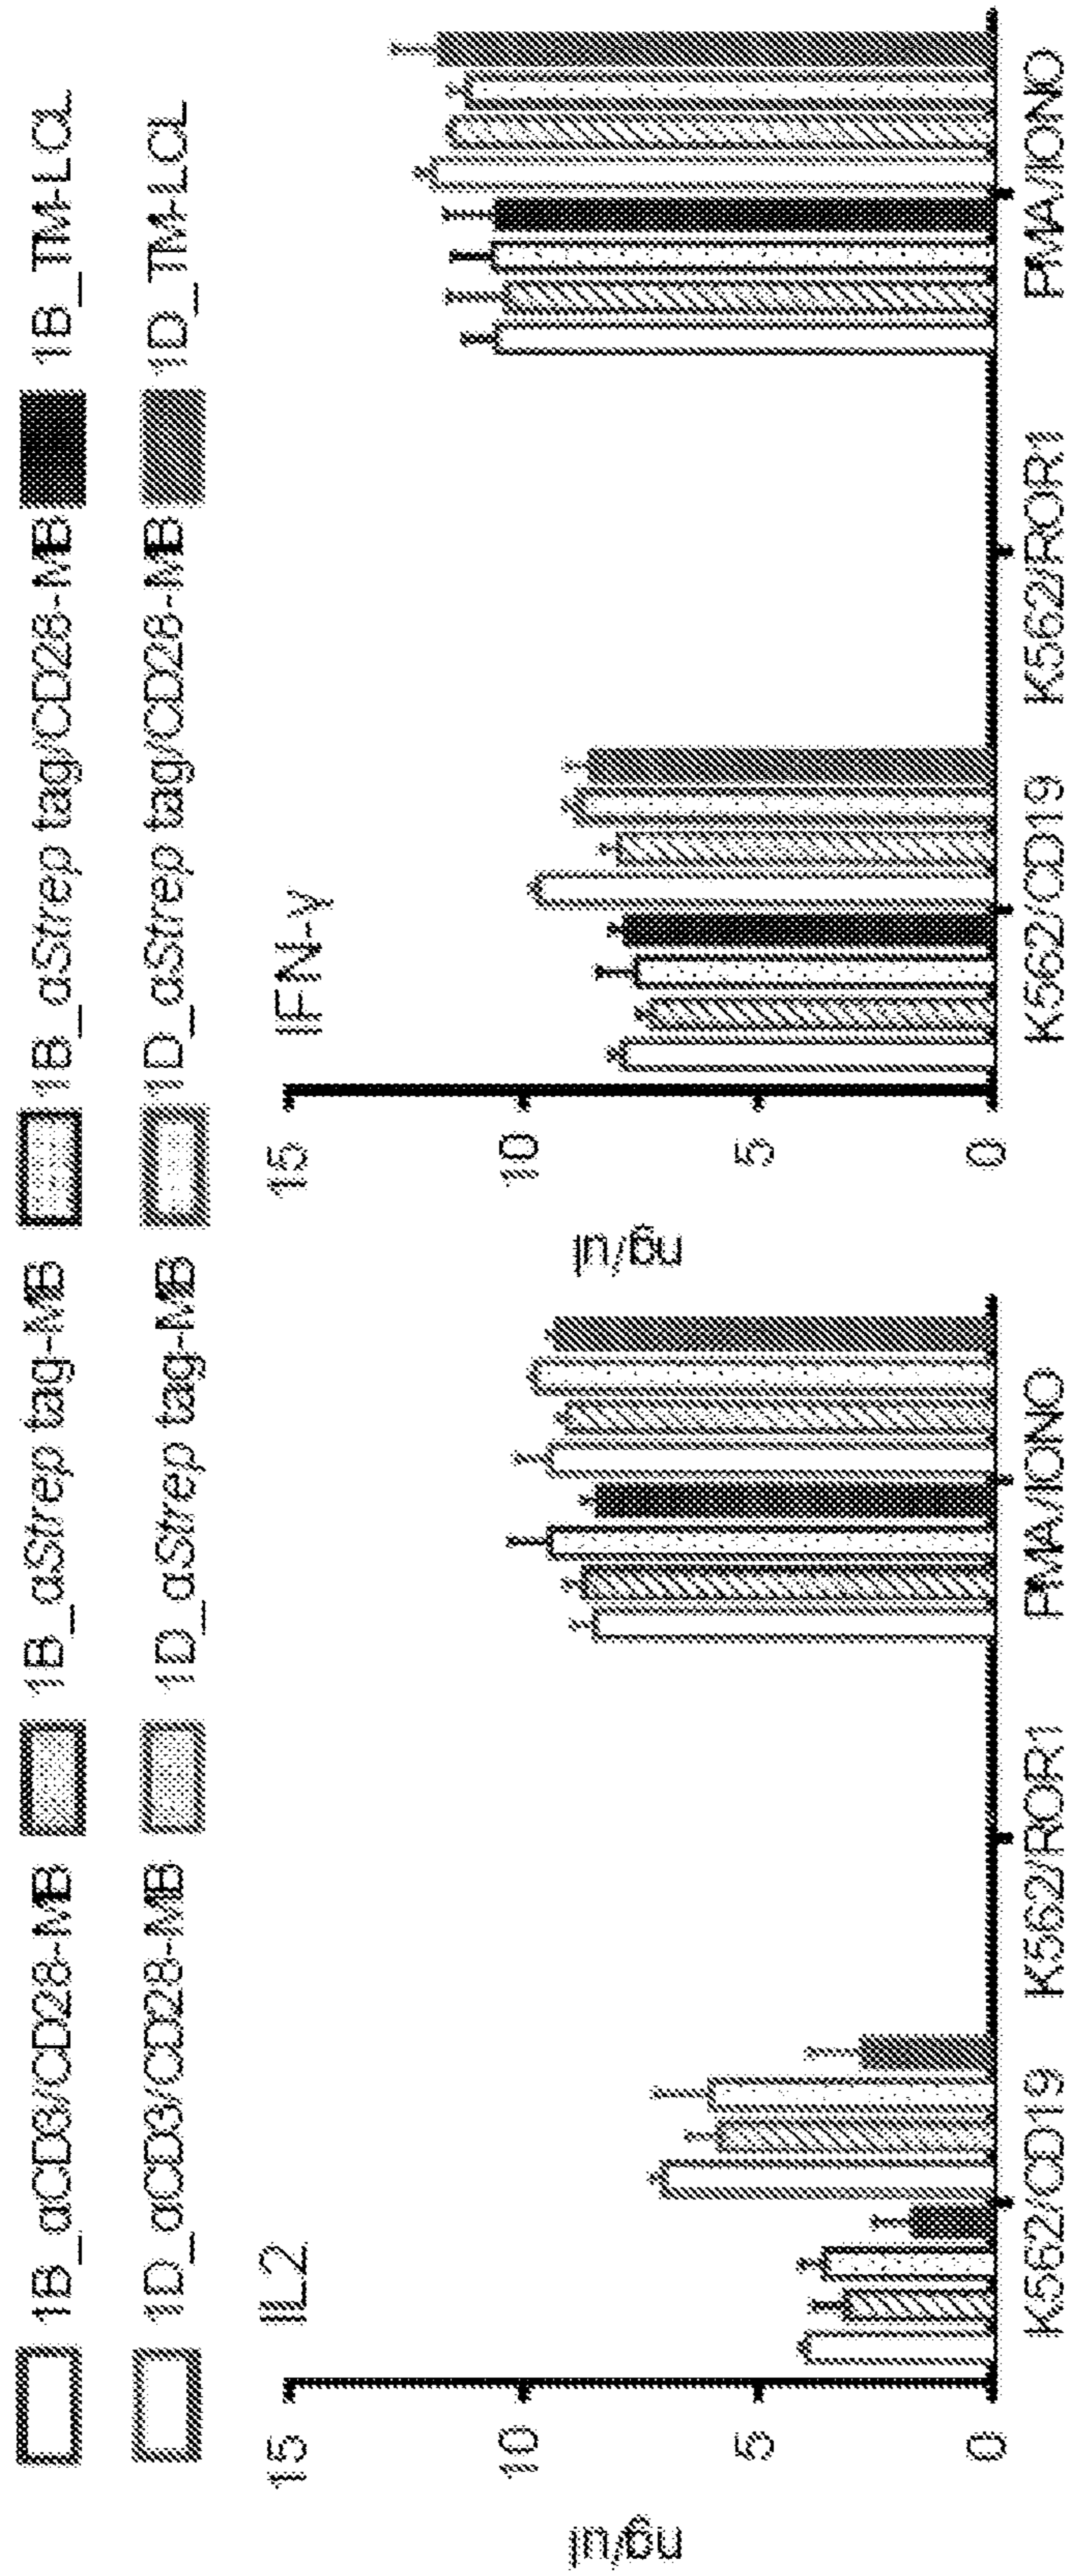 1B_αCD3/CD28-MB 1B_αStrep tag-MB 1B_αStrep tag/CD28-MB 1B_TM-LCL
1D_αCD3/CD28-MB 1D_αStrep tag-MB 1D_αStrep tag/CD28-MB 1D_TM-LCL
IL2
ng/ul
15
10
5
0
K562/CD19 K562/ROR1 PMA/IONO
IFN-γ
ng/ul
15
10
5
0
K562/CD19 K562/ROR1 PMA/IONO